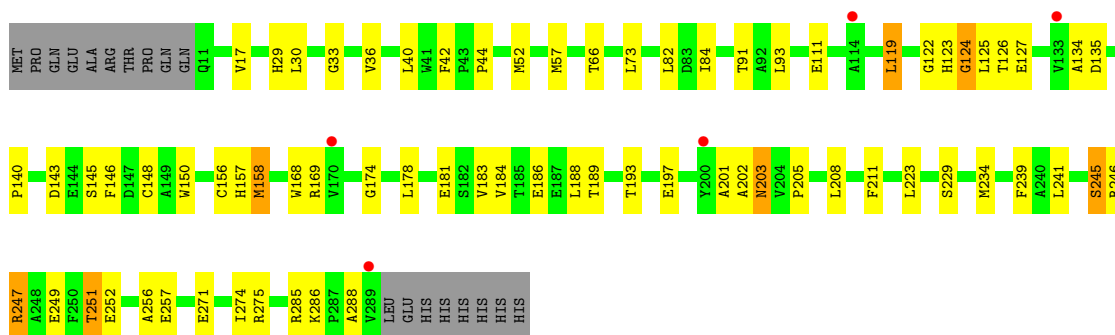 MET PRO GLN GLU ALA ARG THR PRO GLN GLN Q11 V17 H29 L30 G33 V36 L40 W41 F42 P43 P44 M52 M57 T66 L73 L82 D83 I84 T91 A92 L93 E111 A114 L119 G122 H123 G124 L125 T126 E127 V133 A134 D135
P140 D143 E144 S145 F146 D147 C148 A149 W150 C156 H157 M158 W168 R169 V170 G174 L178 E181 S182 V183 V184 T185 E186 E187 L188 T189 T193 E197 Y200 A201 A202 N203 V204 P205 L208 F211 L223 S229 M234 F239 A240 L241 S245 R246
R247 A248 E249 F250 T251 E252 A256 E257 E271 I274 R275 R285 K286 P287 A288 V289 LEU GLU HIS HIS HIS HIS HIS HIS